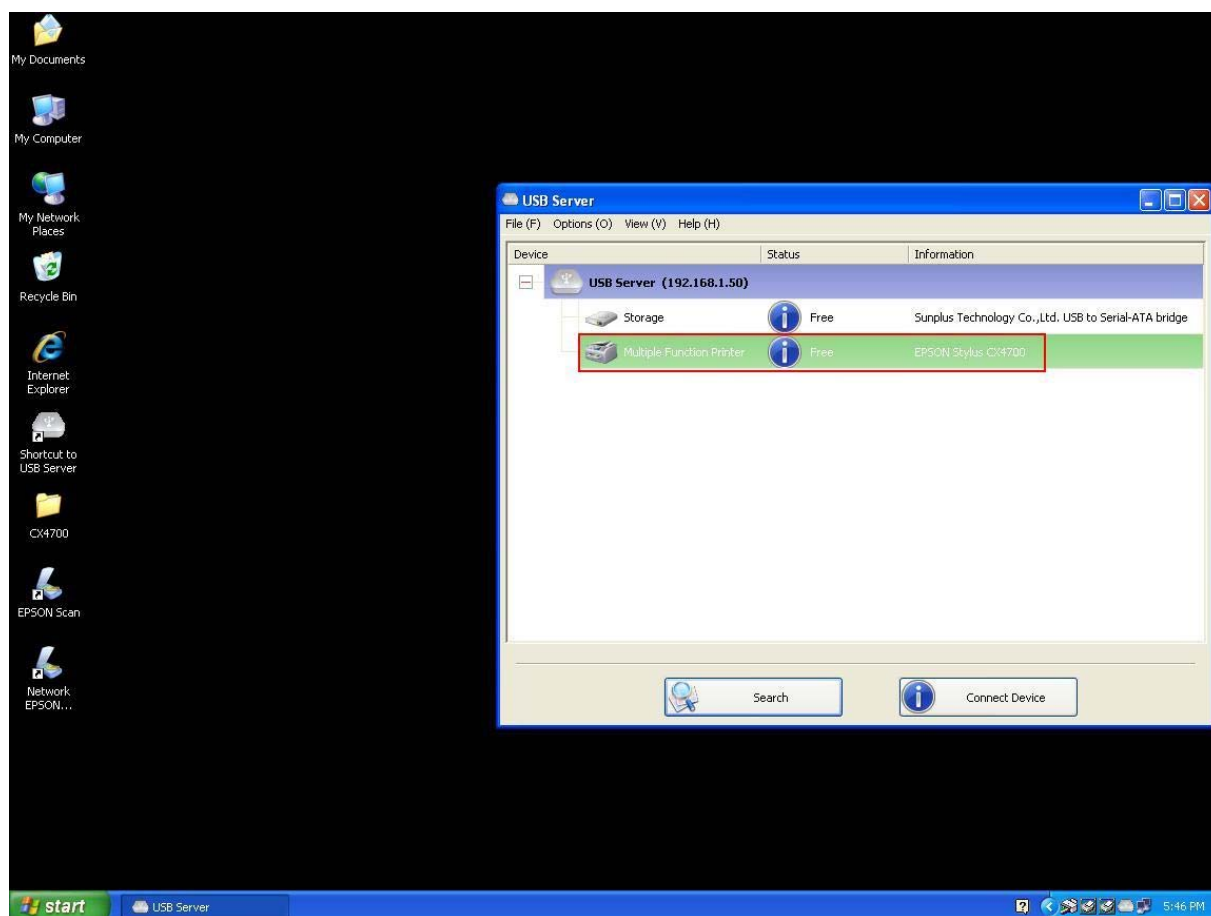 My Documents
My Computer
My Network
Places
Recycle Bin
Internet
Explorer
Shortcut to
USB Server
CX4700
EPSON Scan
Network
EPSON...
USB Server
File (F) Options (O) View (V) Help (H)
Device Status Information
USB Server (192.168.1.50)
Storage Free Sunplus Technology Co.,Ltd. USB to Serial-ATA bridge
Multiple Function Printer Free EPSON Stylus CX4700
Search Connect Device
start USB Server 5:46 PM